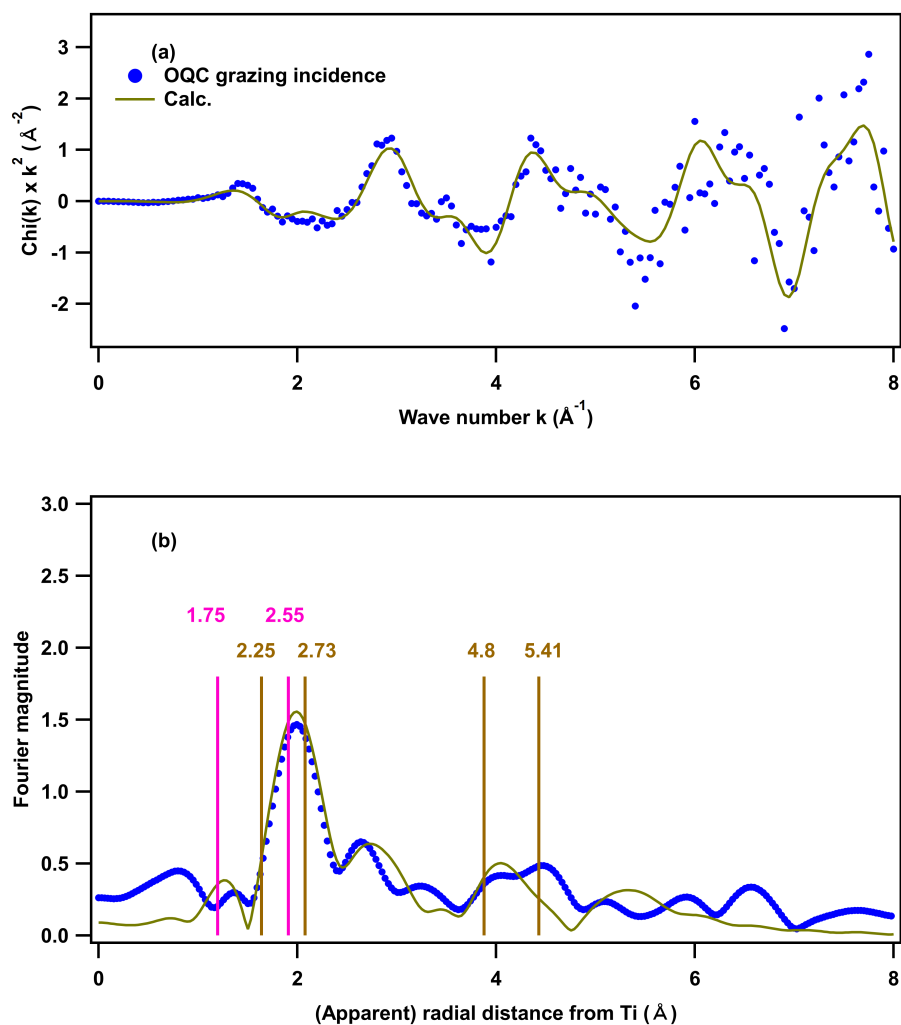 (a)
OQC grazing incidence
Calc.
3
2
1
0
-1
-2
Chi(k) x k² (Å⁻²)
0 2 4 6 8
Wave number k (Å⁻¹)
(b)
3.0
2.5
2.0
1.5
1.0
0.5
0.0
Fourier magnitude
1.75 2.55
2.25 2.73 4.8 5.41
0 2 4 6 8
(Apparent) radial distance from Ti (Å)